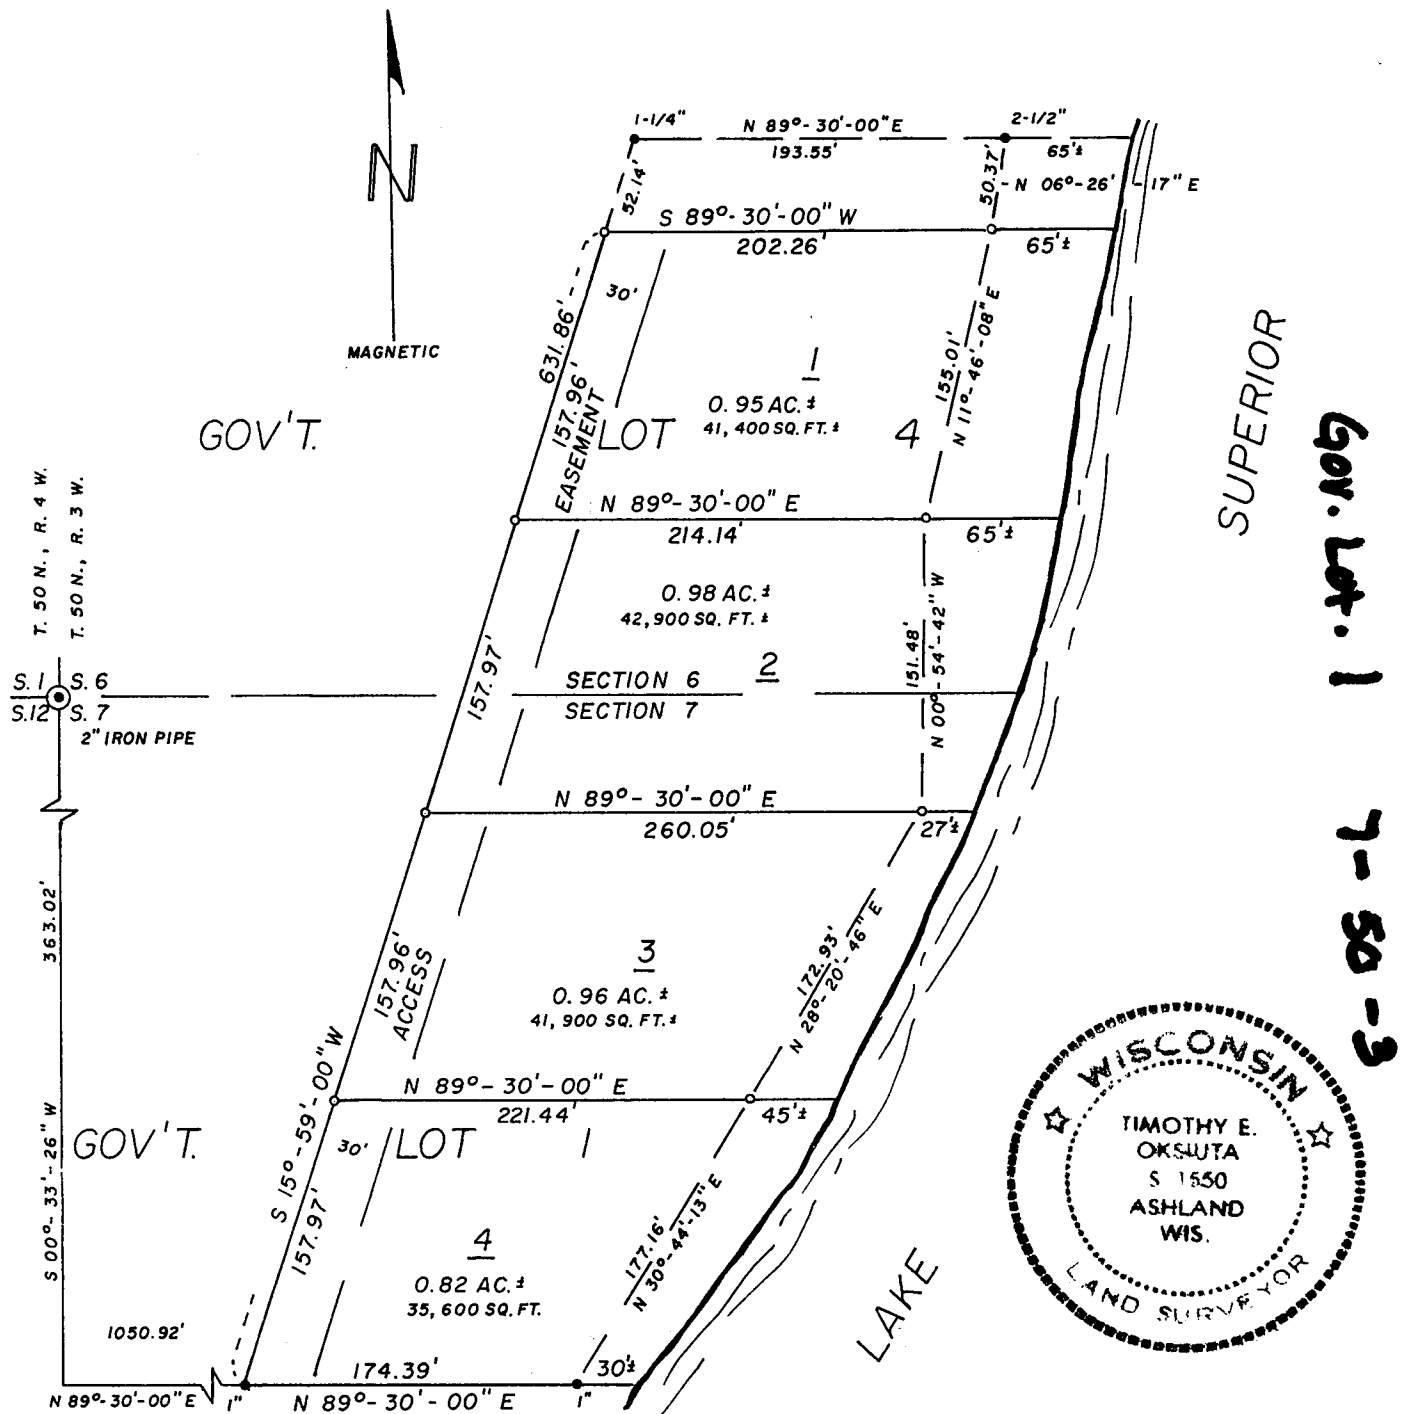 1-1/4"
N 89°-30'-00" E
193.55'
2-1/2"
65'±
52.14'
50.37'
N 06°-26'-17" E
N
MAGNETIC
S 89°-30'-00" W
202.26'
65'±
30'
631.86'
157.96'
EASEMENT
1
0.95 AC.±
41,400 SQ. FT.±
155.01'
N 11°-46'-08" E
GOV'T. LOT 4
SUPERIOR
GOV. Lot. 1 7-50-3
N 89°-30'-00" E
214.14'
65'±
T. 50 N., R. 4 W.
T. 50 N., R. 3 W.
0.98 AC.±
42,900 SQ. FT.±
2
151.48'
N 00°-54'-42" W
157.97'
S. 1 S. 6
S. 12 S. 7
2" IRON PIPE
SECTION 6
SECTION 7
N 89°-30'-00" E
260.05'
27'±
363.02'
S 00°-33'-26" W
157.96'
ACCESS
3
0.96 AC.±
41,900 SQ. FT.±
172.93'
N 28°-20'-46" E
N 89°-30'-00" E
221.44'
45'±
S 15°-59'-00" W
157.97'
GOV'T. LOT
30'
4
0.82 AC.±
35,600 SQ. FT.
177.16'
N 30°-44'-13" E
LAKE
WISCONSIN
TIMOTHY E.
OKSIUTA
S 1550
ASHLAND
WIS.
LAND SURVEYOR
1050.92'
N 89°-30'-00" E
1"
174.39'
N 89°-30'-00" E
1"
30'±